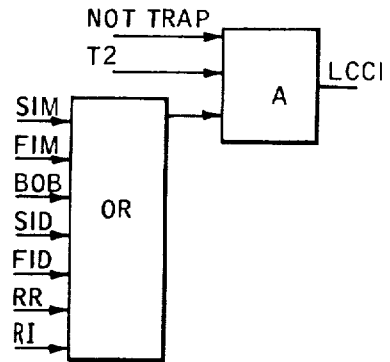 NOT TRAP
T2
A
LCCI
SIM
FIM
BOB
SID
FID
RR
RI
OR